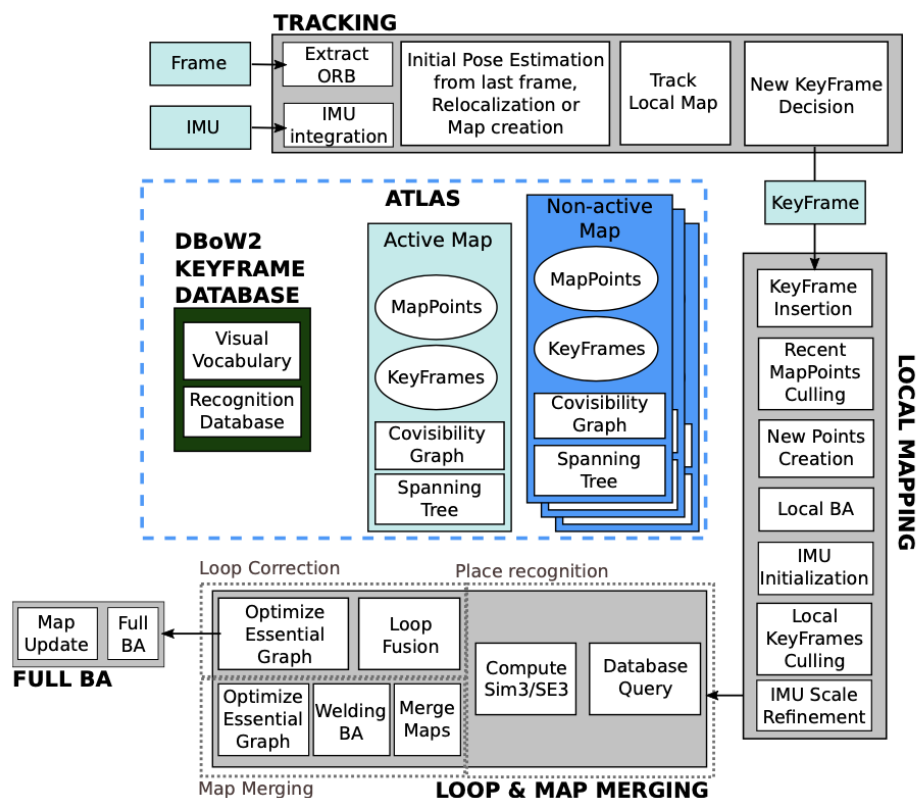 TRACKING
Frame
Extract
ORB
IMU
IMU
integration
Initial Pose Estimation
from last frame,
Relocalization or
Map creation
Track
Local Map
New KeyFrame
Decision
KeyFrame
ATLAS
DBoW2
KEYFRAME
DATABASE
Visual
Vocabulary
Recognition
Database
Active Map
MapPoints
KeyFrames
Covisibility
Graph
Spanning
Tree
Non-active
Map
MapPoints
KeyFrames
Covisibility
Graph
Spanning
Tree
LOCAL MAPPING
KeyFrame
Insertion
Recent
MapPoints
Culling
New Points
Creation
Local BA
IMU
Initialization
Local
KeyFrames
Culling
IMU Scale
Refinement
Loop Correction
Place recognition
Optimize
Essential
Graph
Loop
Fusion
Compute
Sim3/SE3
Database
Query
Map
Update
Full
BA
FULL BA
Optimize
Essential
Graph
Welding
BA
Merge
Maps
Map Merging
LOOP & MAP MERGING